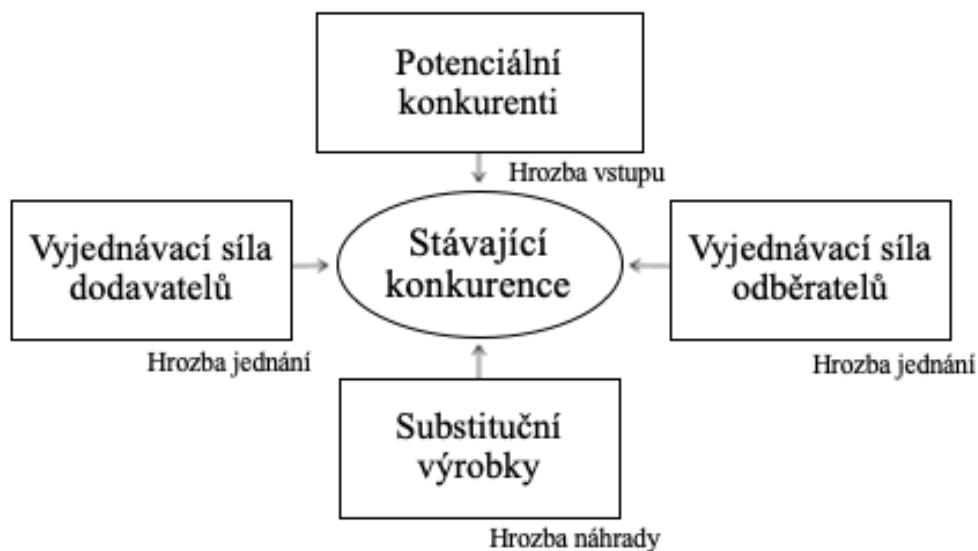 Potenciální
konkurenti
Hrozba vstupu
Vyjednávací síla
dodavatelů
Stávající
konkurence
Vyjednávací síla
odběratelů
Hrozba jednání
Hrozba jednání
Substituční
výrobky
Hrozba náhrady